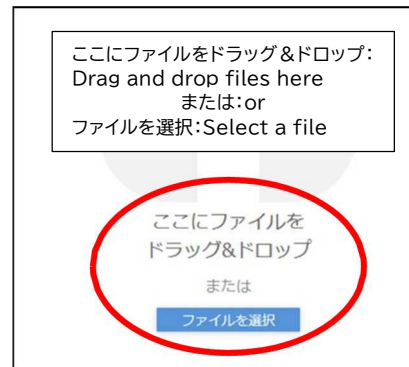 ここにファイルをドラッグ＆ドロップ：
Drag and drop files here
または：or
ファイルを選択：Select a file
ここにファイルを
ドラッグ&ドロップ
または
ファイルを選択